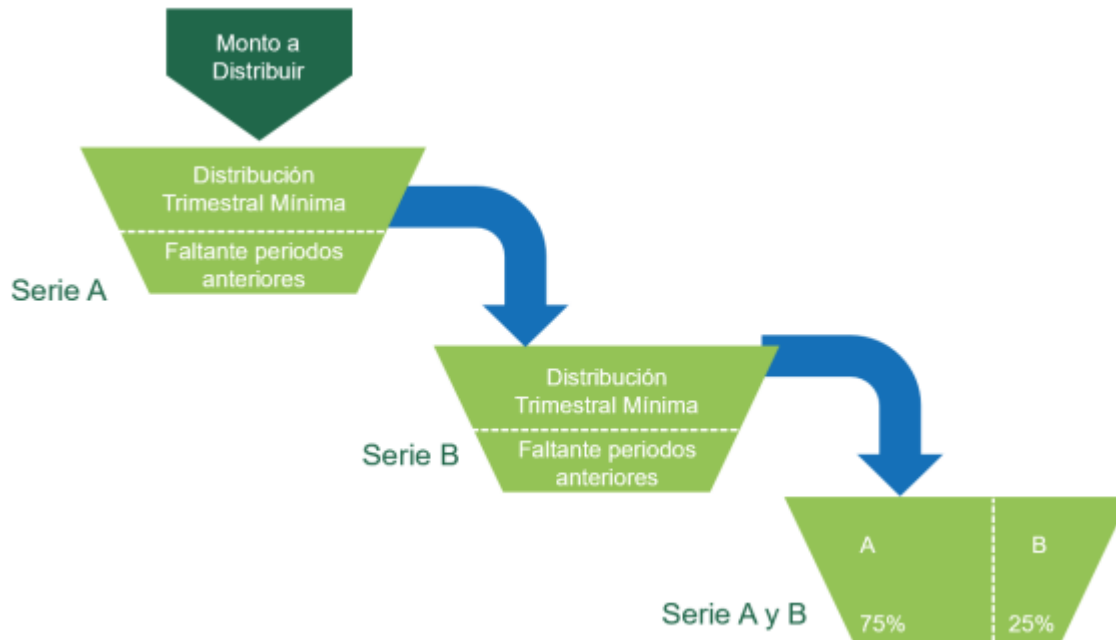 Monto a
Distribuir
Distribución
Trimestral Mínima
Faltante periodos
anteriores
Serie A
Distribución
Trimestral Mínima
Faltante periodos
anteriores
Serie B
A B
75% 25%
Serie A y B